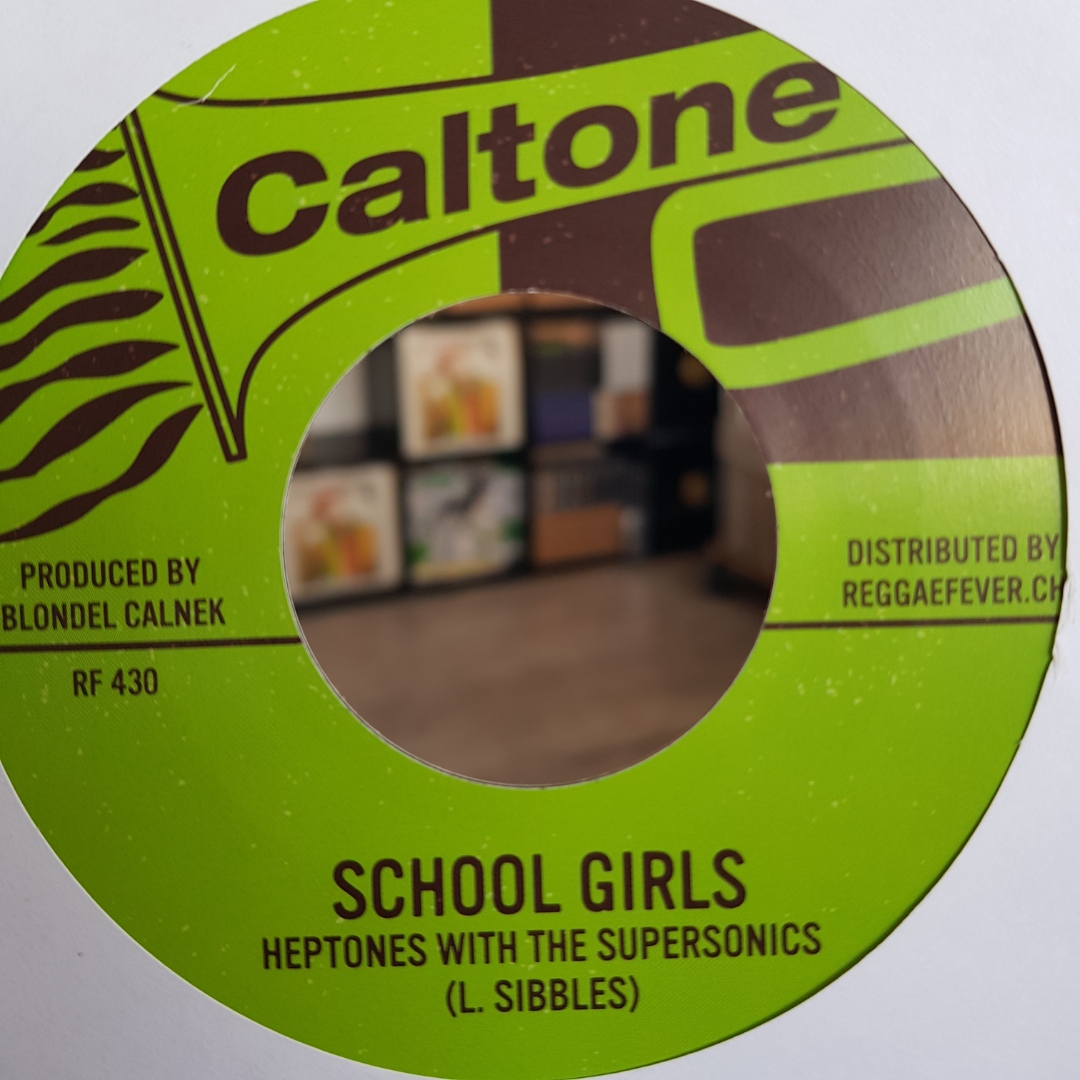 Caltone
PRODUCED BY
BLONDEL CALNEK
DISTRIBUTED BY
REGGAEFEVER.CH
RF 430
SCHOOL GIRLS
HEPTONES WITH THE SUPERSONICS
(L. SIBBLES)